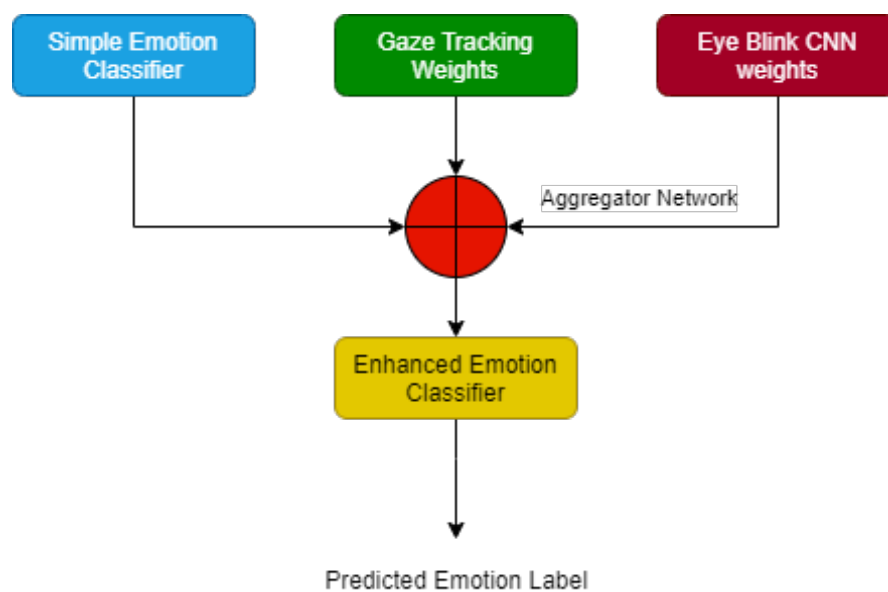 Simple Emotion
Classifier
Gaze Tracking
Weights
Eye Blink CNN
weights
Aggregator Network
Enhanced Emotion
Classifier
Predicted Emotion Label